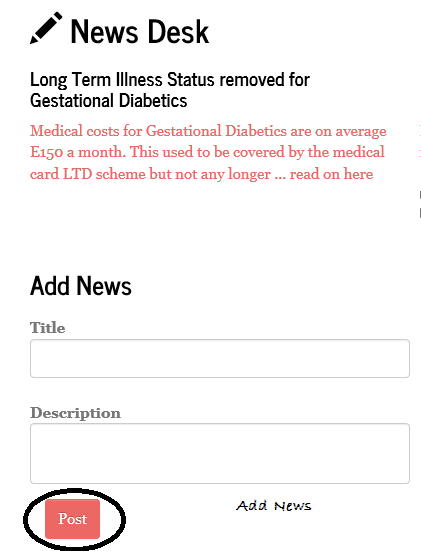 News Desk
Long Term Illness Status removed for
Gestational Diabetics
Medical costs for Gestational Diabetics are on average
E150 a month. This used to be covered by the medical
card LTD scheme but not any longer ... read on here
Add News
Title
Description
Post
Add News